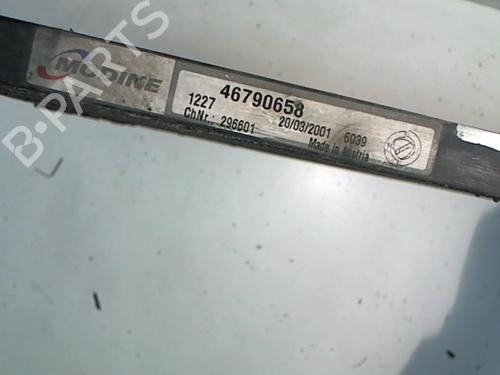 MODINE
46790658
1227 20/03/2001 6039
ChNr.: 296601 Made in Austria
B-PARTS